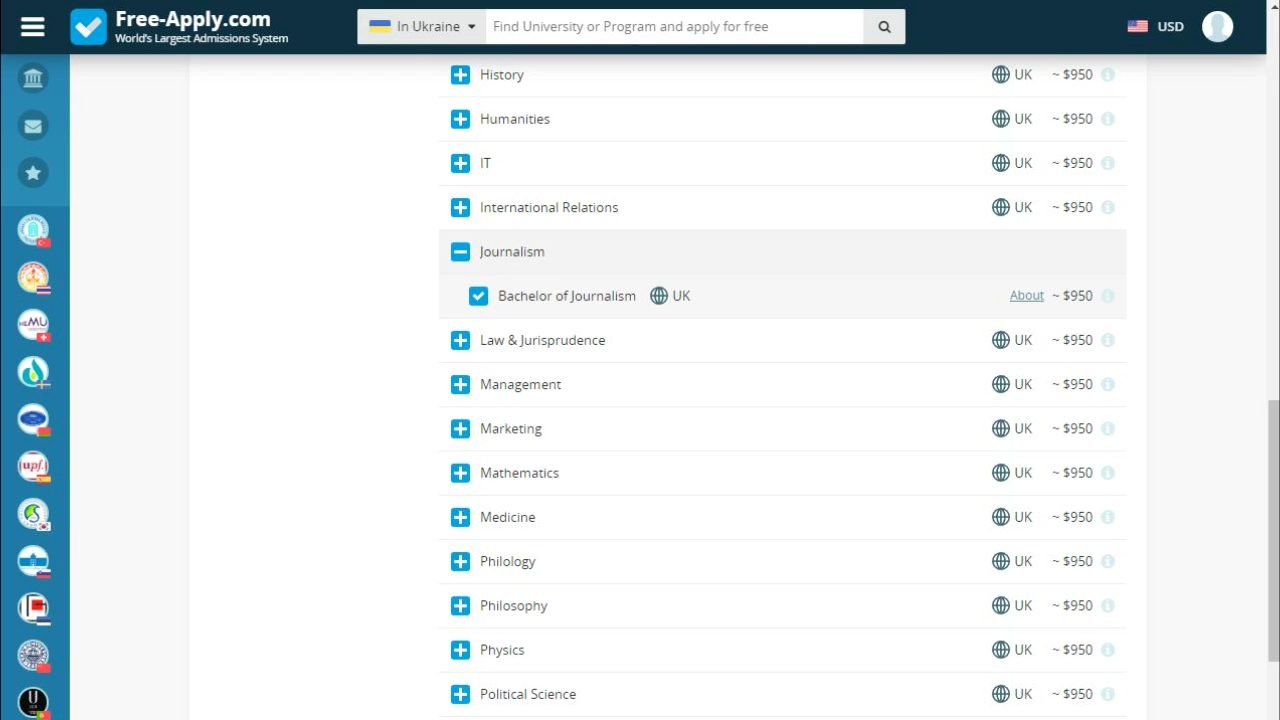 Free-Apply.com
World's Largest Admissions System
In Ukraine
Find University or Program and apply for free
USD
History UK ~ $950
Humanities UK ~ $950
IT UK ~ $950
International Relations UK ~ $950
Journalism
Bachelor of Journalism UK About ~ $950
Law & Jurisprudence UK ~ $950
Management UK ~ $950
Marketing UK ~ $950
Mathematics UK ~ $950
Medicine UK ~ $950
Philology UK ~ $950
Philosophy UK ~ $950
Physics UK ~ $950
Political Science UK ~ $950
upf.